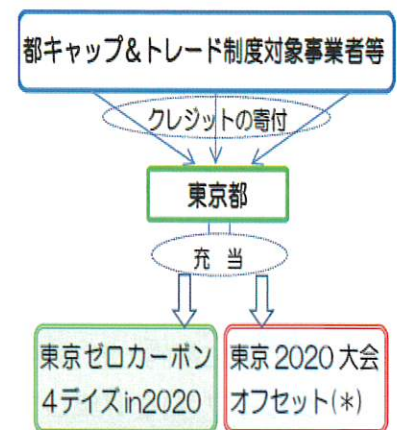 都キャップ&トレード制度対象事業者等
クレジットの寄付
東京都
充 当
東京ゼロカーボン
4デイズin2020
東京2020大会
オフセット(*)